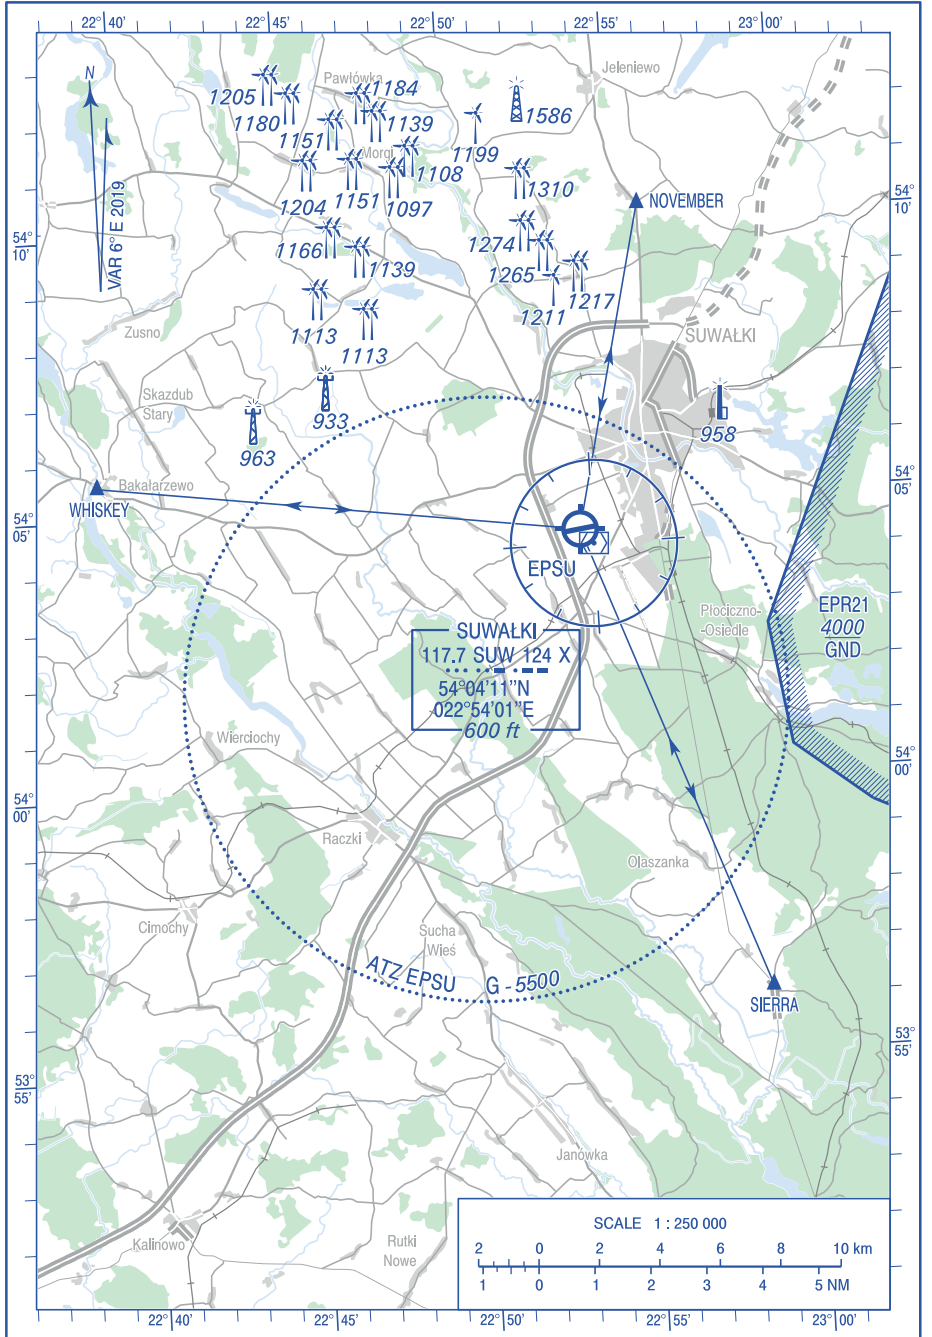 22° 40'
22° 45'
22° 50'
22° 55'
23° 00'
N
VAR 6° E 2019
Jeleniewo
Pawłówka
1205
1184
1180
1586
1139
1151
1199
Morgi
1108
1310
1151
1204
1097
NOVEMBER
54°
10'
54°
10'
1274
1166
1139
1265
1217
1211
1113
Zusno
1113
SUWAŁKI
Skazdub
Stary
933
958
963
Bakałarzewo
WHISKEY
54°
05'
54°
05'
EPSU
Płociczno-
-Osiedle
EPR21
4000
GND
SUWAŁKI
117.7 SUW 124 X
54°04'11"N
022°54'01"E
600 ft
Wierciochy
54°
00'
54°
00'
Raczki
Olaszanka
Cimochy
Sucha
Wieś
ATZ EPSU G - 5500
SIERRA
53°
55'
53°
55'
Janówka
Kalinowo
Rutki
Nowe
SCALE 1 : 250 000
2 0 2 4 6 8 10 km
1 0 1 2 3 4 5 NM
22° 40'
22° 45'
22° 50'
22° 55'
23° 00'